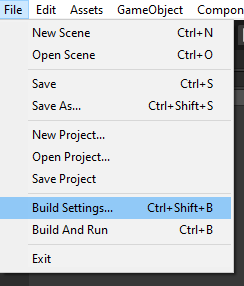 File Edit Assets GameObject Compon
New Scene Ctrl+N
Open Scene Ctrl+O
Save Ctrl+S
Save As... Ctrl+Shift+S
New Project...
Open Project...
Save Project
Build Settings... Ctrl+Shift+B
Build And Run Ctrl+B
Exit